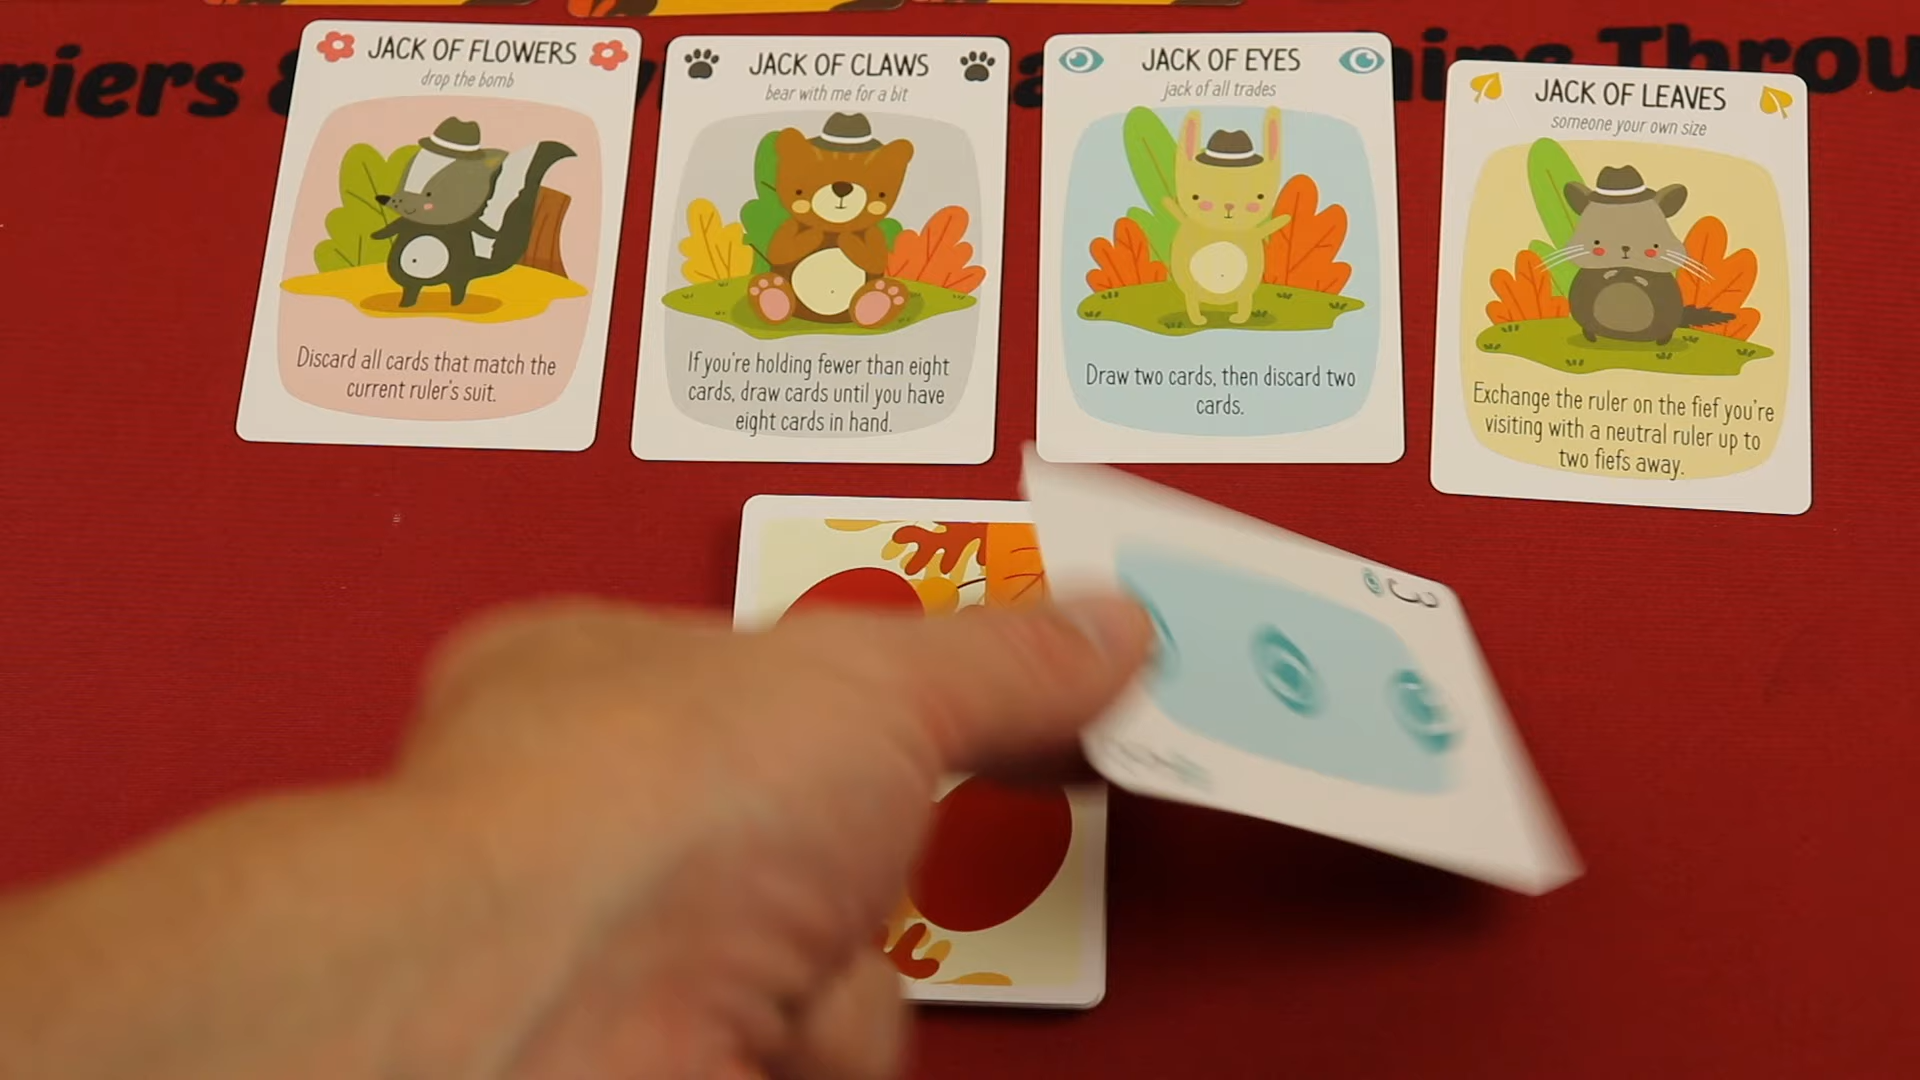 JACK OF FLOWERS
drop the bomb
Discard all cards that match the
current ruler's suit.
JACK OF CLAWS
bear with me for a bit
If you're holding fewer than eight
cards, draw cards until you have
eight cards in hand.
JACK OF EYES
jack of all trades
Draw two cards, then discard two
cards.
JACK OF LEAVES
someone your own size
Exchange the ruler on the fief you're
visiting with a neutral ruler up to
two fiefs away.
3